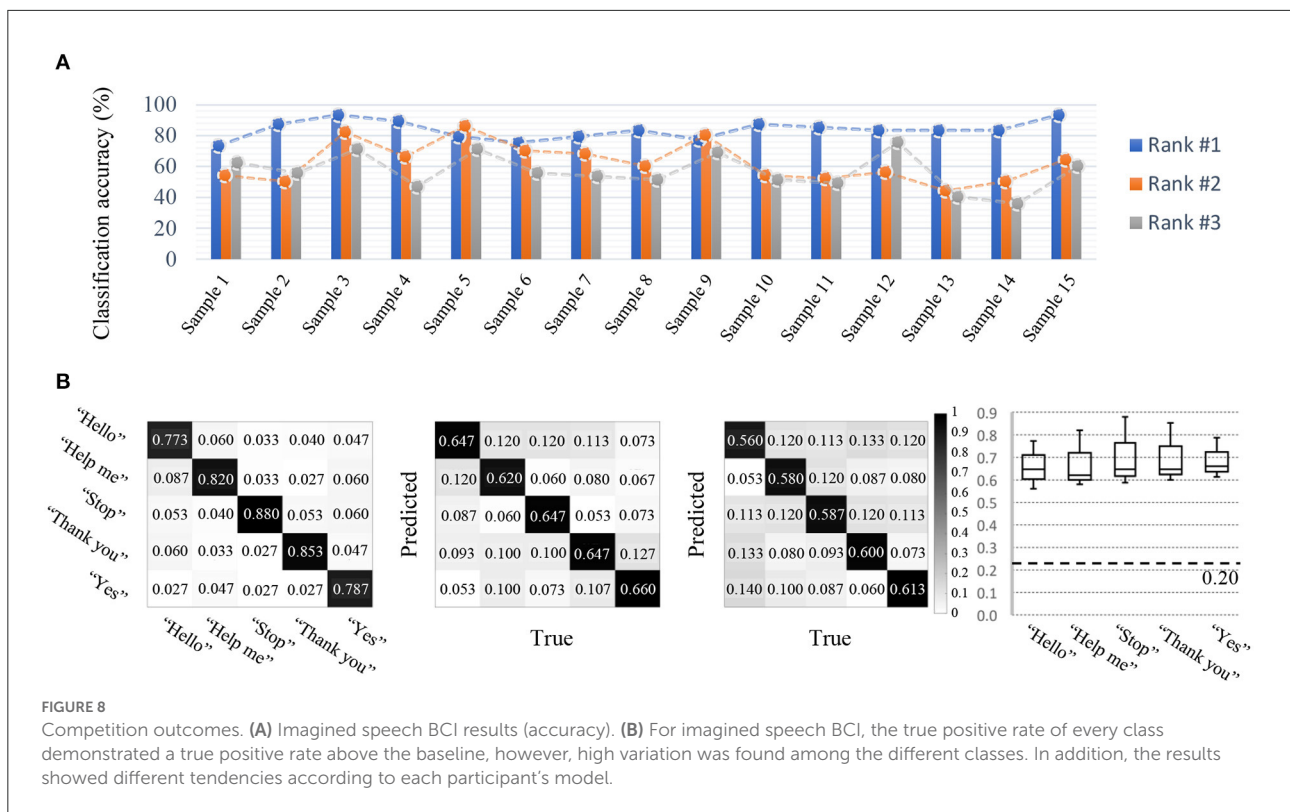 A
Classification accuracy (%)
100
80
60
40
20
0
Sample 1
Sample 2
Sample 3
Sample 4
Sample 5
Sample 6
Sample 7
Sample 8
Sample 9
Sample 10
Sample 11
Sample 12
Sample 13
Sample 14
Sample 15
Rank #1
Rank #2
Rank #3
B
“Hello”
“Help me”
“Stop”
“Thank you”
“Yes”
0.773 0.060 0.033 0.040 0.047
0.087 0.820 0.033 0.027 0.060
0.053 0.040 0.880 0.053 0.060
0.060 0.033 0.027 0.853 0.047
0.027 0.047 0.027 0.027 0.787
“Hello”
“Help me”
“Stop”
“Thank you”
“Yes”
Predicted
0.647 0.120 0.120 0.113 0.073
0.120 0.620 0.060 0.080 0.067
0.087 0.060 0.647 0.053 0.073
0.093 0.100 0.100 0.647 0.127
0.053 0.100 0.073 0.107 0.660
True
Predicted
0.560 0.120 0.113 0.133 0.120
0.053 0.580 0.120 0.087 0.080
0.113 0.120 0.587 0.120 0.113
0.133 0.080 0.093 0.600 0.073
0.140 0.100 0.087 0.060 0.613
True
1
0.9
0.8
0.7
0.6
0.5
0.4
0.3
0.2
0.1
0
0.9
0.8
0.7
0.6
0.5
0.4
0.3
0.2
0.1
0.0
0.20
“Hello”
“Help me”
“Stop”
“Thank you”
“Yes”
FIGURE 8
Competition outcomes. (A) Imagined speech BCI results (accuracy). (B) For imagined speech BCI, the true positive rate of every class
demonstrated a true positive rate above the baseline, however, high variation was found among the different classes. In addition, the results
showed different tendencies according to each participant’s model.